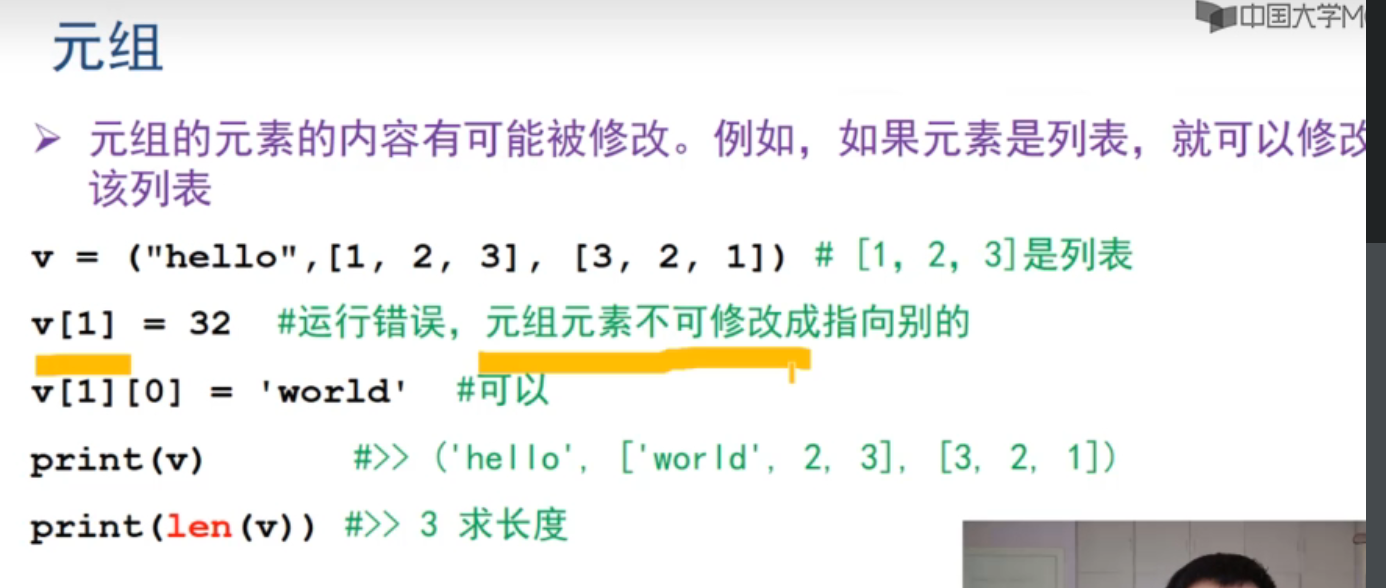 中国大学M
元组
➢ 元组的元素的内容有可能被修改。例如，如果元素是列表，就可以修改
该列表
v = ("hello",[1, 2, 3], [3, 2, 1]) # [1，2，3]是列表
v[1] = 32 #运行错误，元组元素不可修改成指向别的
v[1][0] = 'world' #可以
print(v) #>> ('hello', ['world', 2, 3], [3, 2, 1])
print(len(v)) #>> 3 求长度